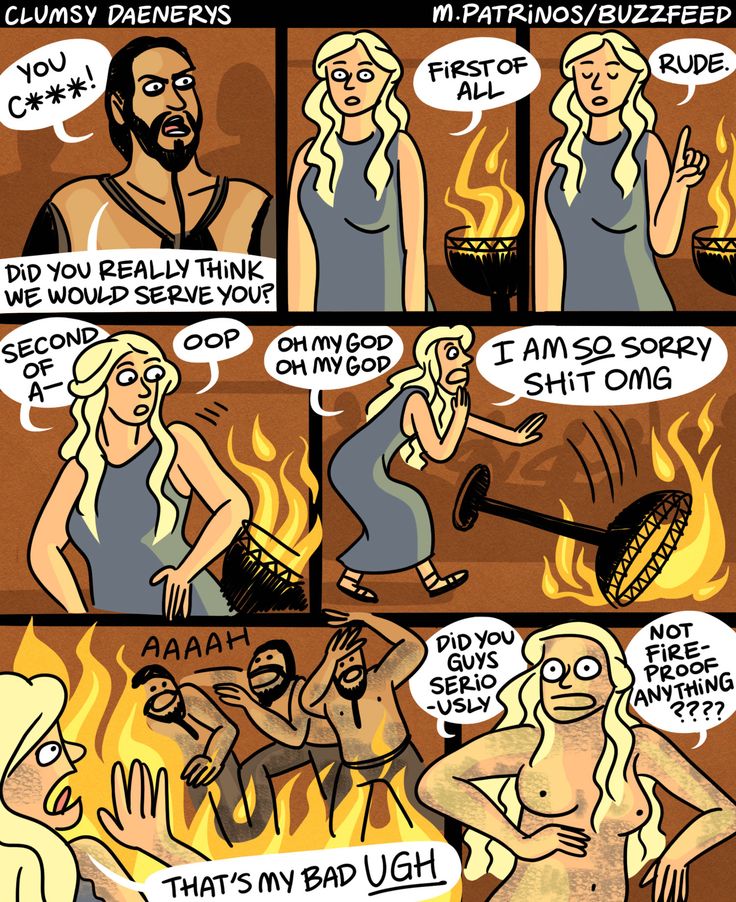 CLUMSY DAENERYS
M.PATRINOS/BUZZFEED
YOU
C***!
DID YOU REALLY THINK
WE WOULD SERVE YOU?
FIRST OF
ALL
RUDE.
SECOND
OF
A—
OOP
OH MY GOD
OH MY GOD
I AM SO SORRY
SHIT OMG
AAAAH
THAT'S MY BAD UGH
DID YOU
GUYS
SERIO
-USLY
NOT
FIRE-
PROOF
ANYTHING
????